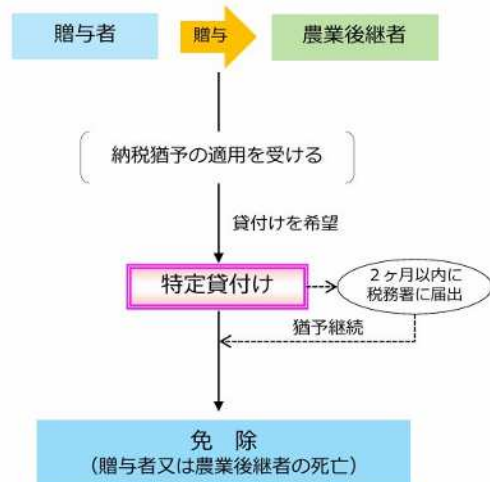 贈与者
贈与
農業後継者
納税猶予の適用を受ける
貸付けを希望
特定貸付け
2ヶ月以内に
税務署に届出
猶予継続
免　除
（贈与者又は農業後継者の死亡）